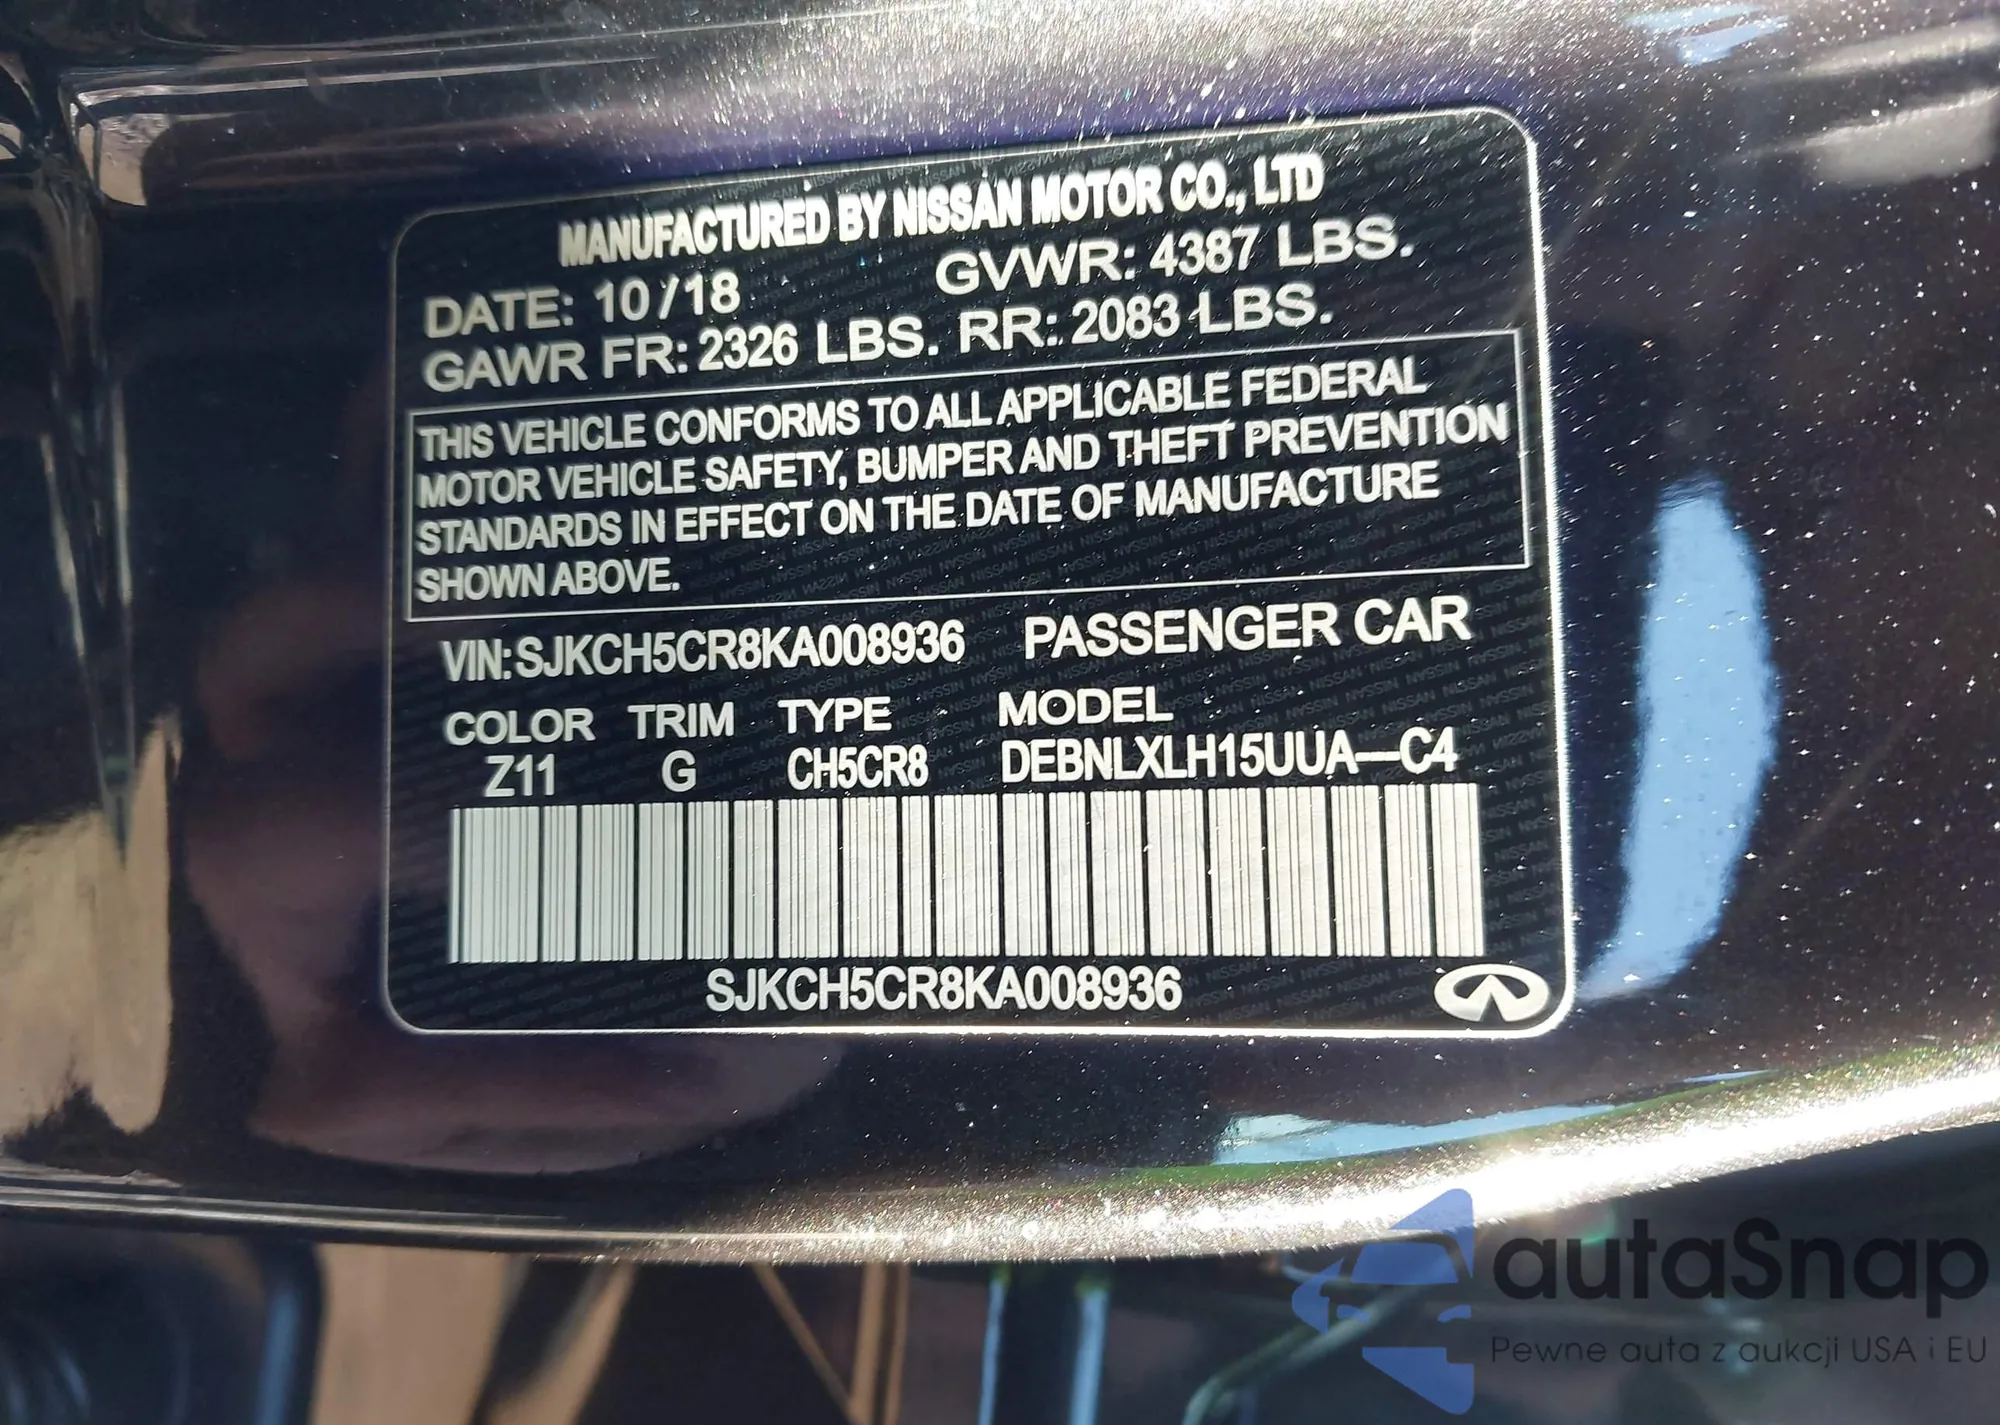 MANUFACTURED BY NISSAN MOTOR CO., LTD
DATE: 10/18 GVWR: 4387 LBS.
GAWR FR: 2326 LBS. RR: 2083 LBS.
THIS VEHICLE CONFORMS TO ALL APPLICABLE FEDERAL
MOTOR VEHICLE SAFETY, BUMPER AND THEFT PREVENTION
STANDARDS IN EFFECT ON THE DATE OF MANUFACTURE
SHOWN ABOVE.
VIN: SJKCH5CR8KA008936 PASSENGER CAR
COLOR TRIM TYPE MODEL
Z11 G CH5CR8 DEBNLXLH15UUA—C4
SJKCH5CR8KA008936
autaSnap
Pewne auta z aukcji USA i EU